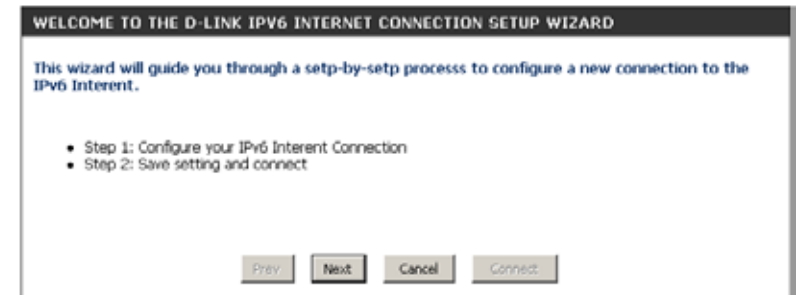 WELCOME TO THE D-LINK IPV6 INTERNET CONNECTION SETUP WIZARD
This wizard will guide you through a setp-by-setp processs to configure a new connection to the
IPv6 Interent.
• Step 1: Configure your IPv6 Interent Connection
• Step 2: Save setting and connect
Prev Next Cancel Connect